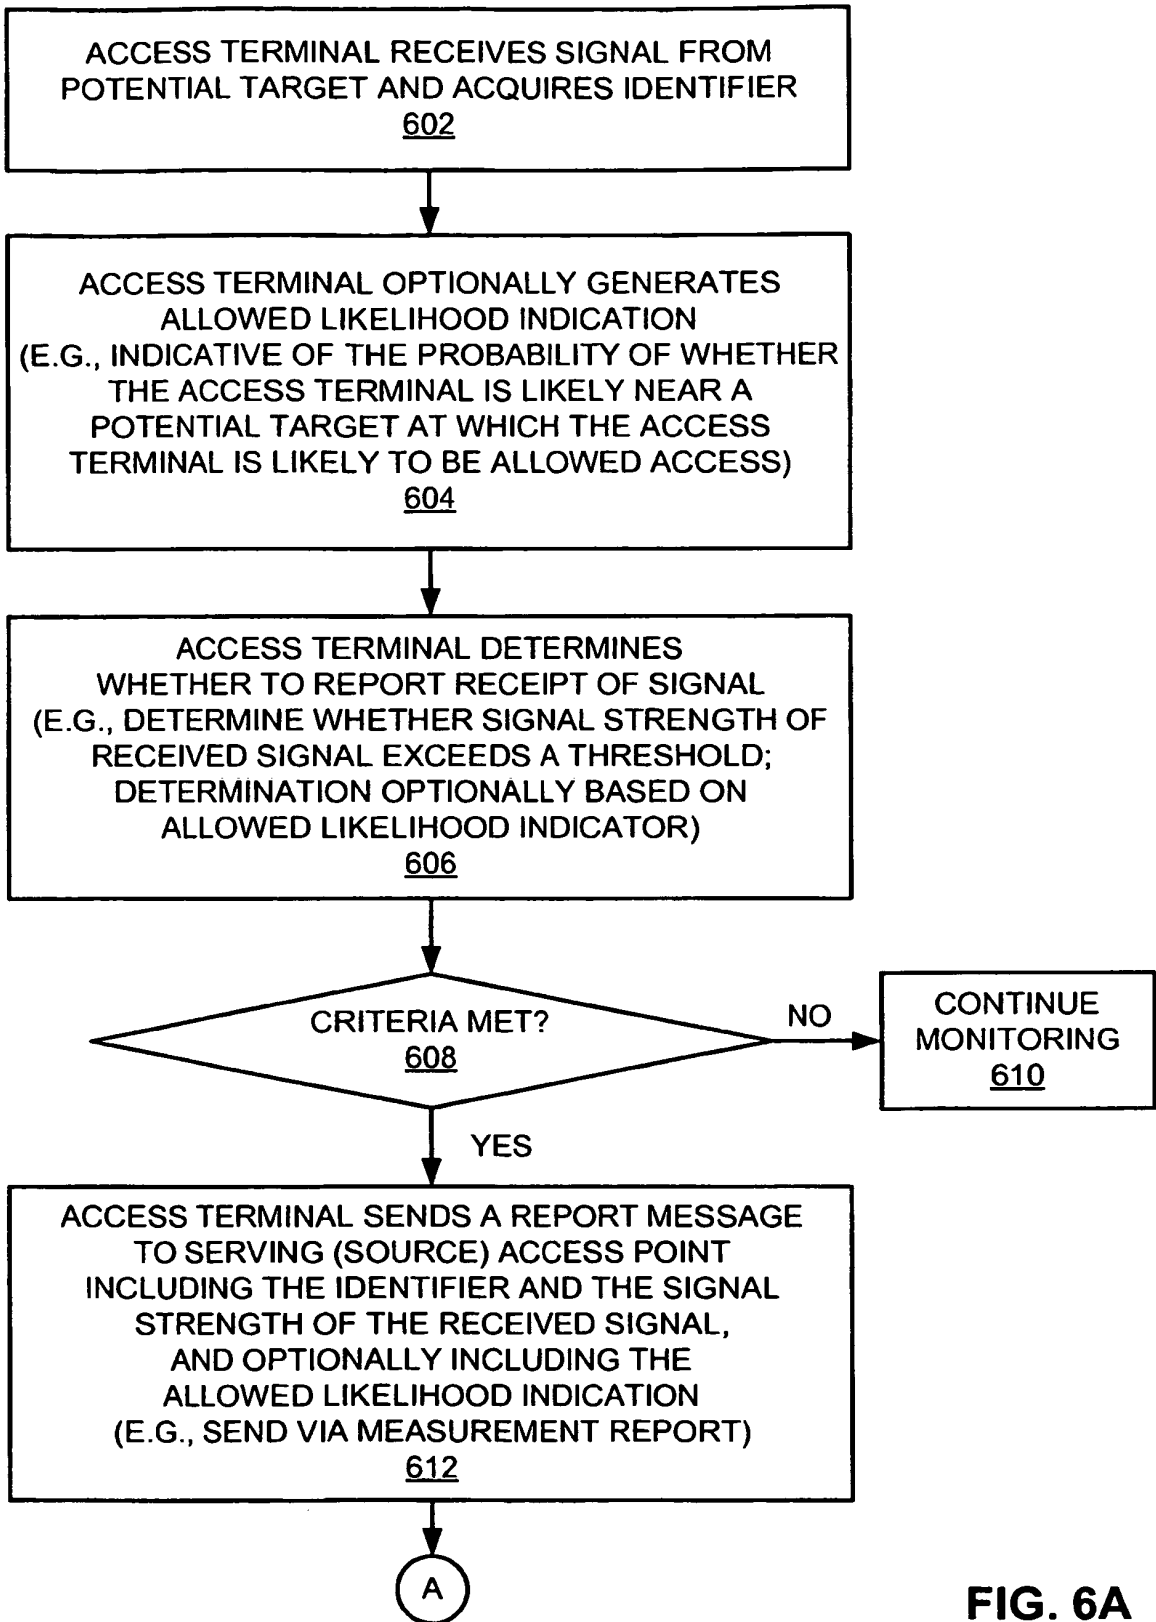 ACCESS TERMINAL RECEIVES SIGNAL FROM
POTENTIAL TARGET AND ACQUIRES IDENTIFIER
602
ACCESS TERMINAL OPTIONALLY GENERATES
ALLOWED LIKELIHOOD INDICATION
(E.G., INDICATIVE OF THE PROBABILITY OF WHETHER
THE ACCESS TERMINAL IS LIKELY NEAR A
POTENTIAL TARGET AT WHICH THE ACCESS
TERMINAL IS LIKELY TO BE ALLOWED ACCESS)
604
ACCESS TERMINAL DETERMINES
WHETHER TO REPORT RECEIPT OF SIGNAL
(E.G., DETERMINE WHETHER SIGNAL STRENGTH OF
RECEIVED SIGNAL EXCEEDS A THRESHOLD;
DETERMINATION OPTIONALLY BASED ON
ALLOWED LIKELIHOOD INDICATOR)
606
CRITERIA MET?
608
NO
CONTINUE
MONITORING
610
YES
ACCESS TERMINAL SENDS A REPORT MESSAGE
TO SERVING (SOURCE) ACCESS POINT
INCLUDING THE IDENTIFIER AND THE SIGNAL
STRENGTH OF THE RECEIVED SIGNAL,
AND OPTIONALLY INCLUDING THE
ALLOWED LIKELIHOOD INDICATION
(E.G., SEND VIA MEASUREMENT REPORT)
612
A
FIG. 6A